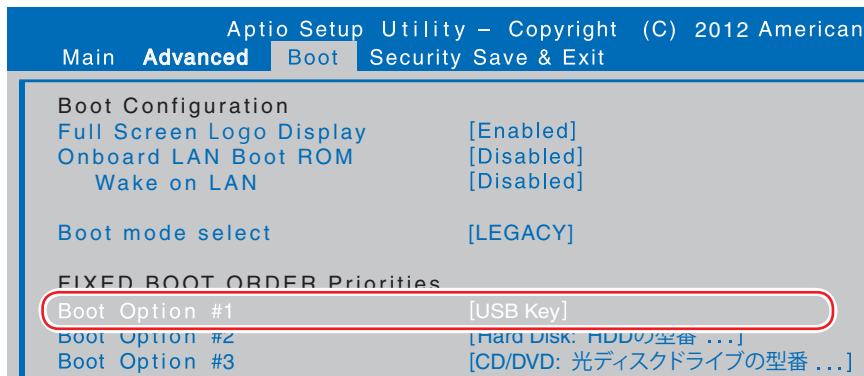 Aptio Setup Utility – Copyright (C) 2012 American
Main Advanced Boot Security Save & Exit
Boot Configuration
Full Screen Logo Display [Enabled]
Onboard LAN Boot ROM [Disabled]
Wake on LAN [Disabled]
Boot mode select [LEGACY]
FIXED BOOT ORDER Priorities
Boot Option #1 [USB Key]
Boot Option #2 [Hard Disk: HDDの型番 ...]
Boot Option #3 [CD/DVD: 光ディスクドライブの型番 ...]